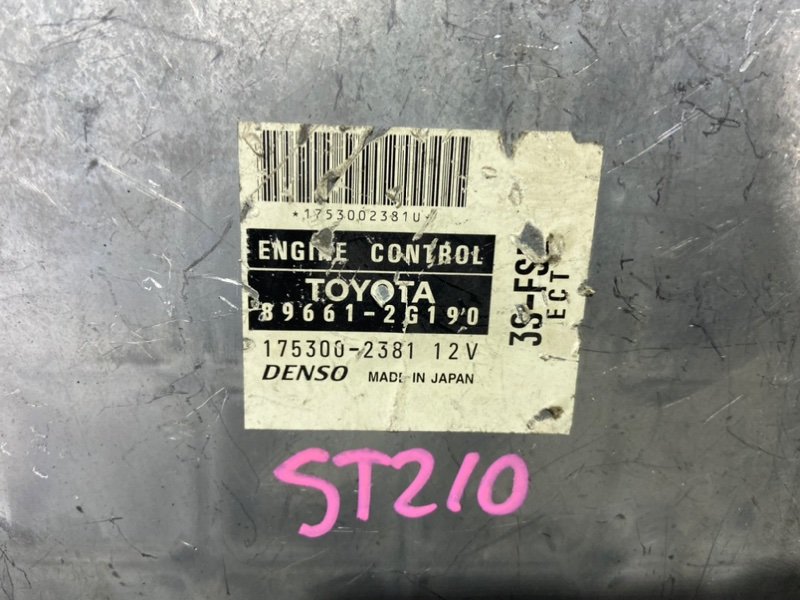 *1753002381U
ENGINE CONTROL
TOYOTA
89661-2G190
175300-2381 12V
DENSO MADE IN JAPAN
3S-FS
ECT
ST210